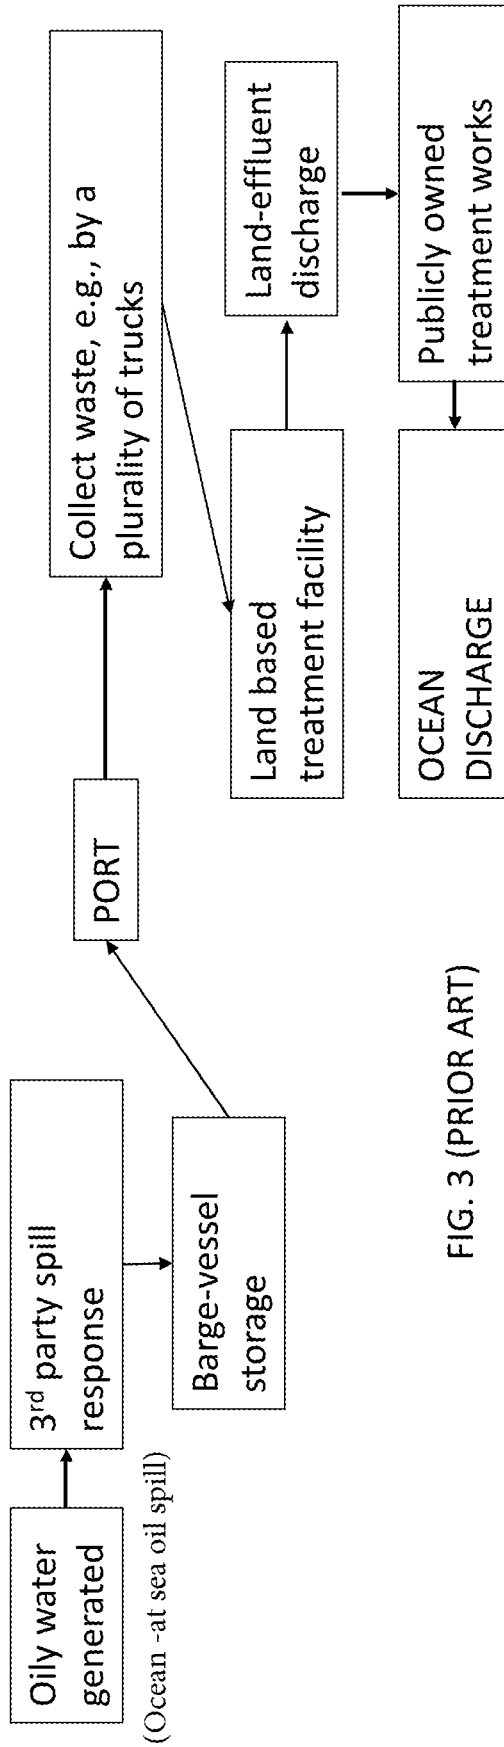 Oily water
generated
(Ocean -at sea oil spill)
3rd party spill
response
Barge-vessel
storage
PORT
Collect waste, e.g., by a
plurality of trucks
Land based
treatment facility
Land-effluent
discharge
Publicly owned
treatment works
OCEAN
DISCHARGE
FIG. 3 (PRIOR ART)